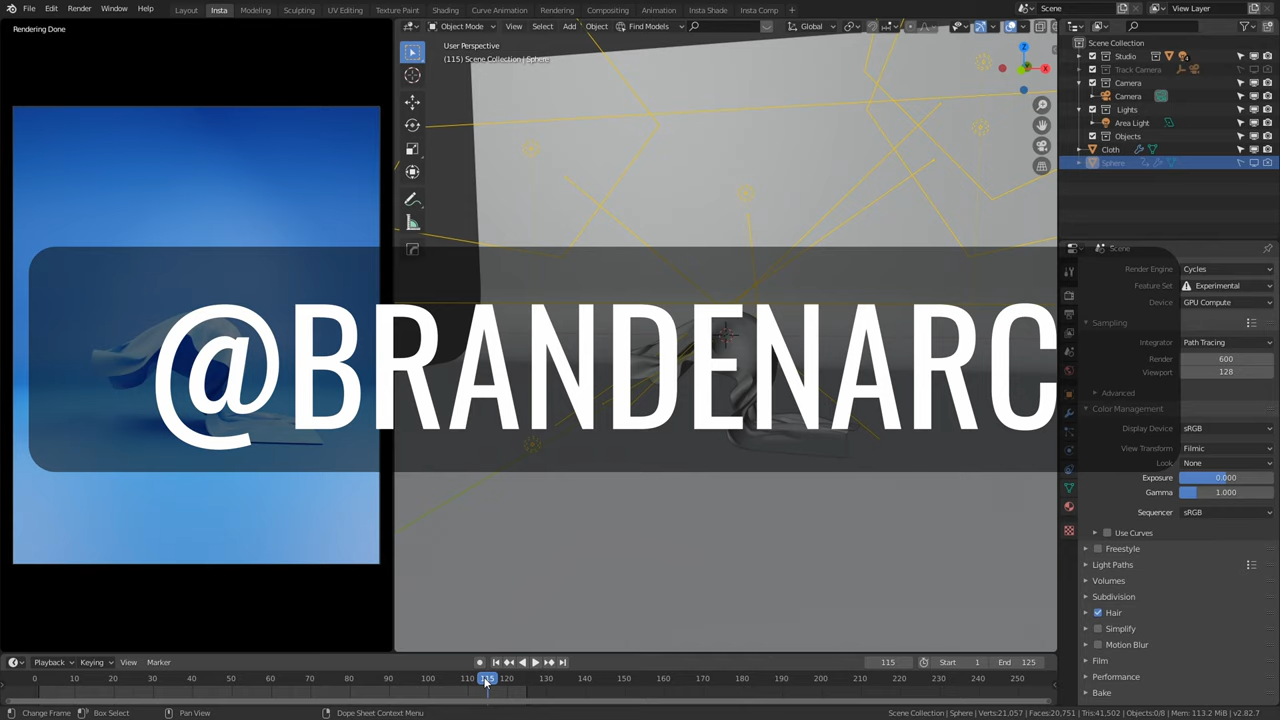 File Edit Render Window Help
Layout Insta Modeling Sculpting UV Editing Texture Paint Shading Curve Animation Rendering Compositing Animation Insta Shade Insta Comp +
Scene
View Layer
Rendering Done
Object Mode View Select Add Object Find Models
Global
User Perspective
(115) Scene Collection | Sphere
Z
X
Scene Collection
Studio
Track Camera
Camera
Camera
Lights
Area Light
Objects
Cloth
Sphere
@BRANDENARC
Scene
Render Engine Cycles
Feature Set Experimental
Device GPU Compute
Sampling
Integrator Path Tracing
Render 600
Viewport 128
Advanced
Color Management
Display Device sRGB
View Transform Filmic
Look None
Exposure 0.000
Gamma 1.000
Sequencer sRGB
Use Curves
Freestyle
Light Paths
Volumes
Subdivision
Hair
Simplify
Motion Blur
Film
Performance
Bake
Playback Keying View Marker
115 Start 1 End 125
0 10 20 30 40 50 60 70 80 90 100 110 115 120 130 140 150 160 170 180 190 200 210 220 230 240 250
Change Frame Box Select Pan View Dope Sheet Context Menu
Scene Collection | Sphere | Verts:21,057 | Faces:20,751 | Tris:41,502 | Objects:0/8 | Mem: 113.2 MiB | v2.82.7